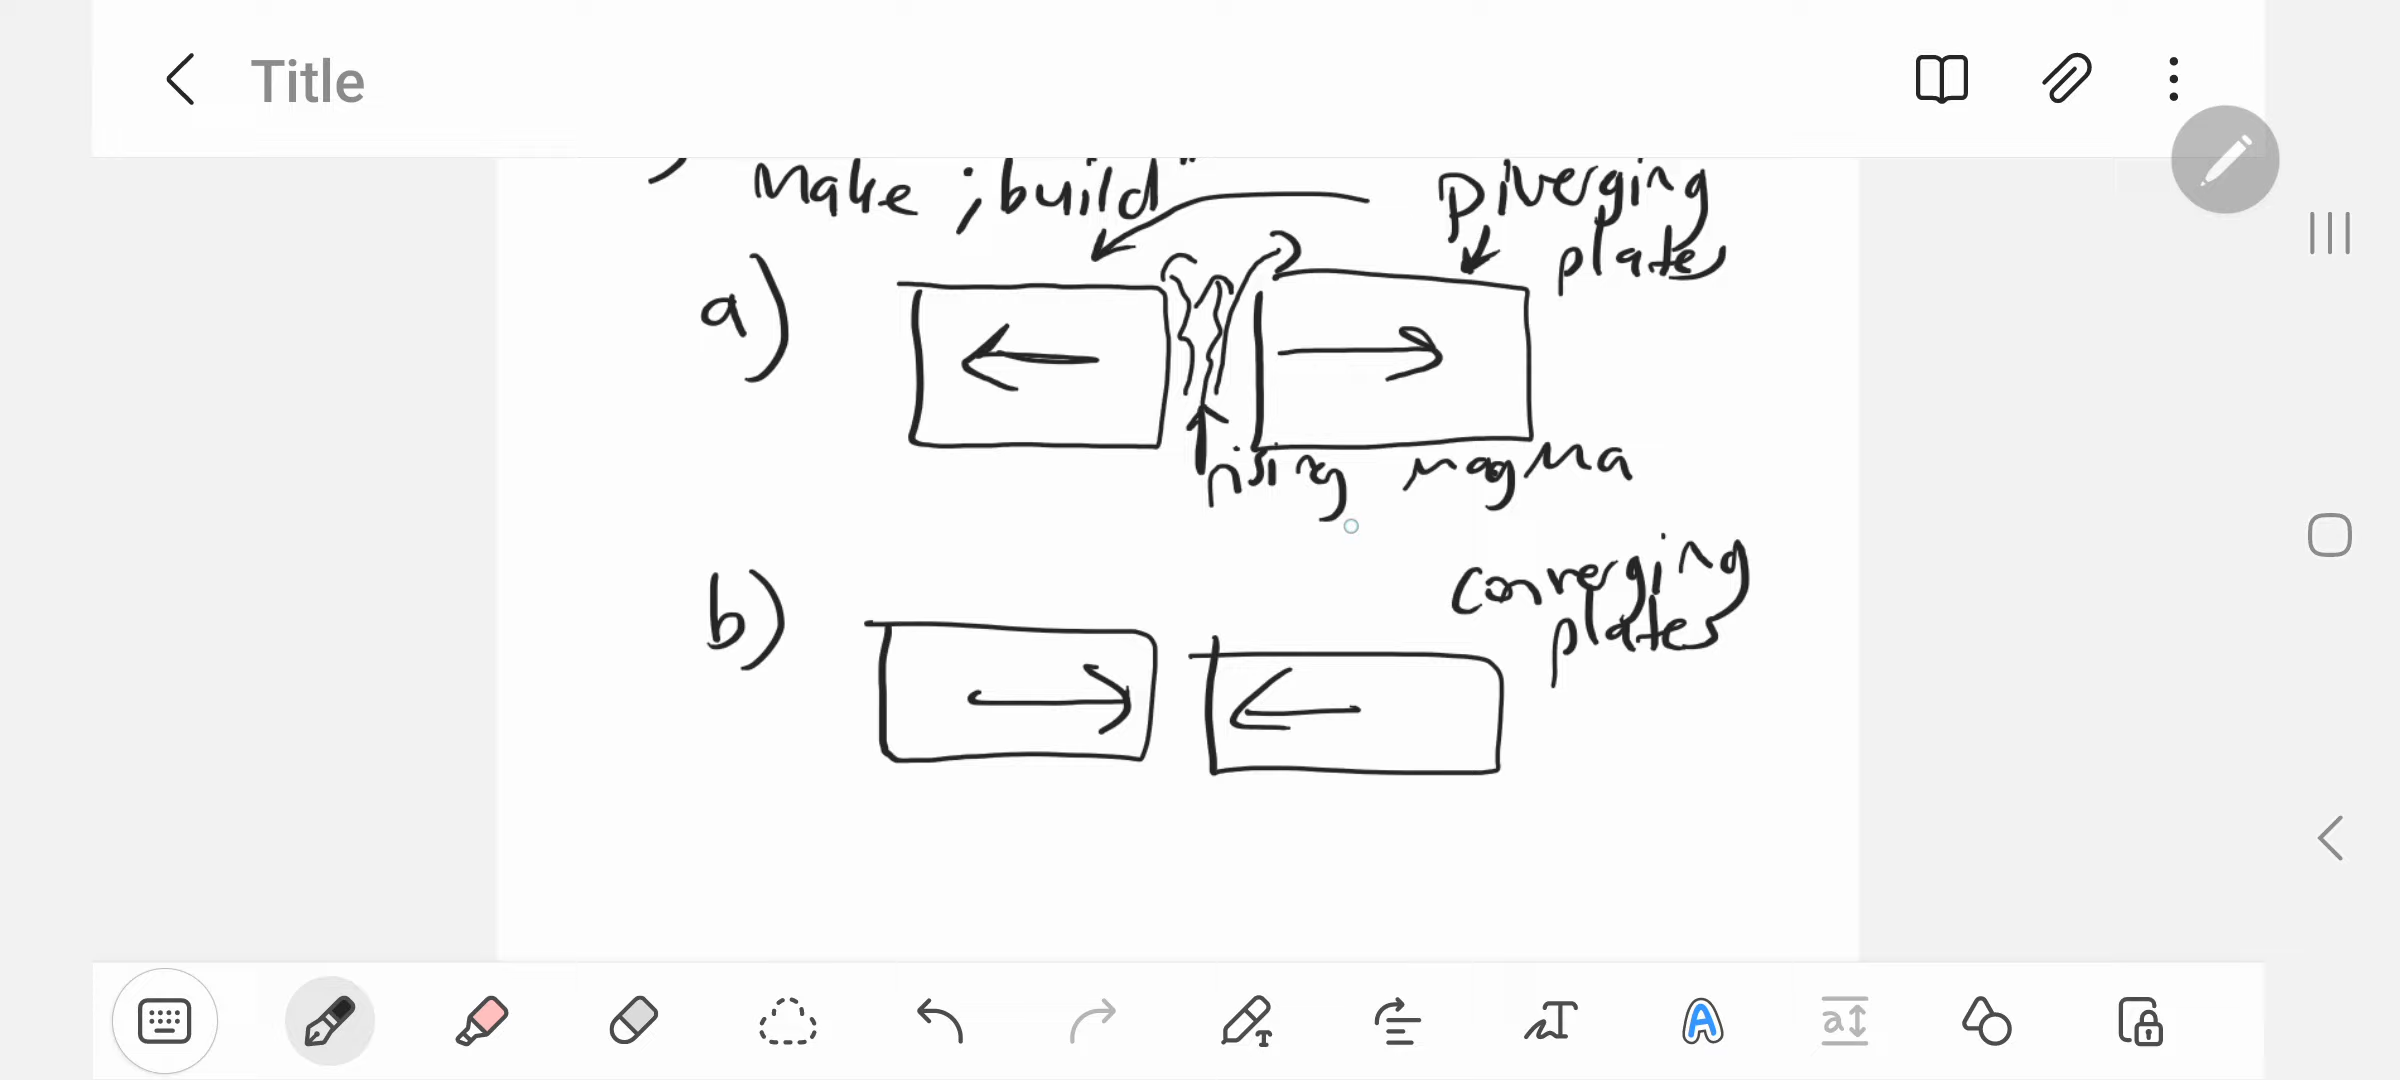 Title
Make ; build"
Diverging
plates
a)
rising magma
b)
converging
plates